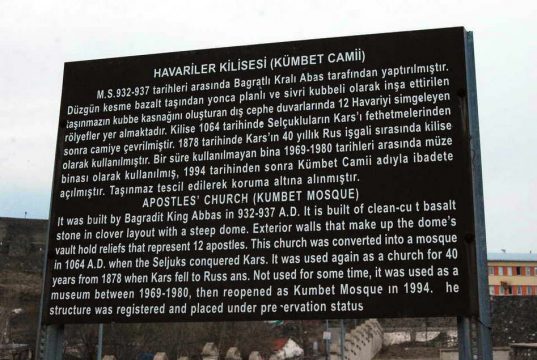 HAVARİLER KİLİSESİ (KÜMBET CAMİİ)
M.S.932-937 tarihleri arasında Bagratlı Kralı Abas tarafından yaptırılmıştır.
Düzgün kesme bazalt taşından yonca planlı ve sivri kubbeli olarak inşa ettirilen
taşınmazın kubbe kasnağını oluşturan dış cephe duvarlarında 12 Havariyi simgeleyen
rölyefler yer almaktadır. Kilise 1064 tarihinde Selçukluların Kars'ı fethetmelerinden
sonra camiye çevrilmiştir. 1878 tarihinde Kars'ın 40 yıllık Rus işgali sırasında kilise
olarak kullanılmıştır. Bir süre kullanılmayan bina 1969-1980 tarihleri arasında müze
binası olarak kullanılmış, 1994 tarihinden sonra Kümbet Camii adıyla ibadete
açılmıştır. Taşınmaz tescil edilerek koruma altına alınmıştır.
APOSTLES' CHURCH (KUMBET MOSQUE)
It was built by Bagradit King Abbas in 932-937 A.D. It is built of clean-cu t basalt
stone in clover layout with a steep dome. Exterior walls that make up the dome's
vault hold reliefs that represent 12 apostles. This church was converted into a mosque
in 1064 A.D. when the Seljuks conquered Kars. It was used again as a church for 40
years from 1878 when Kars fell to Russ ans. Not used for some time, it was used as a
museum between 1969-1980, then reopened as Kumbet Mosque ın 1994. he
structure was registered and placed under pre ervation status